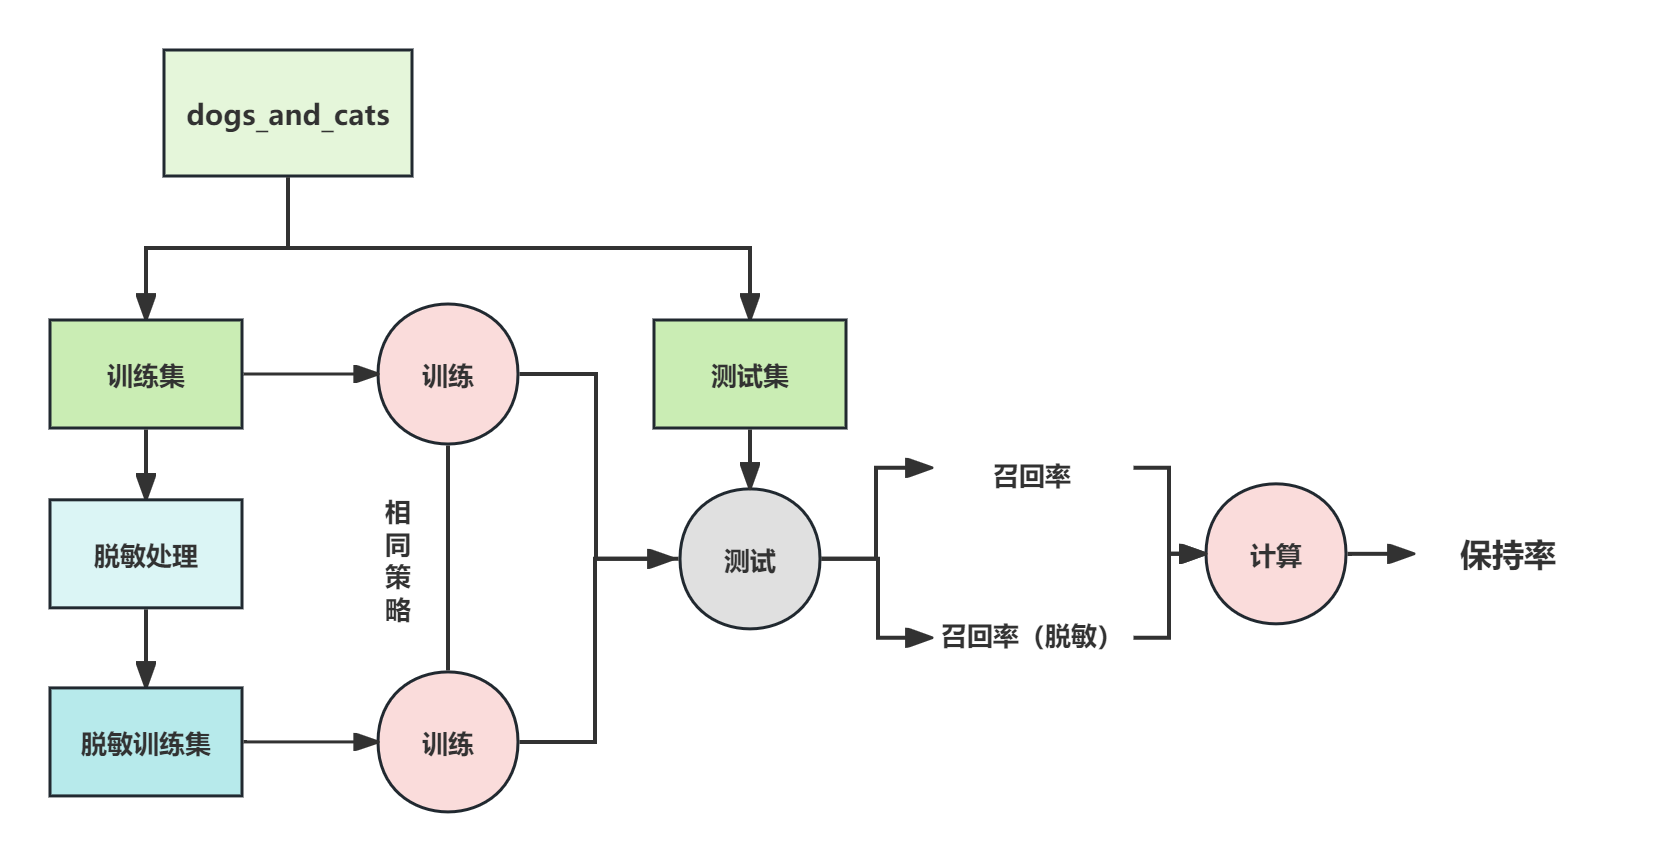 dogs_and_cats
训练集
训练
测试集
脱敏处理
相
同
策
略
测试
召回率
召回率（脱敏）
计算
保持率
脱敏训练集
训练